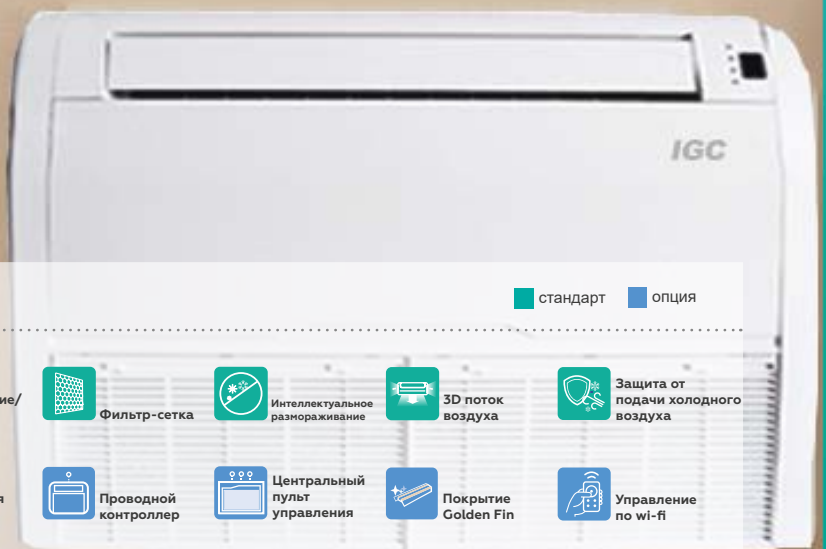 IGC
стандарт опция
ие/
Фильтр-сетка
Интеллектуальное
размораживание
3D поток
воздуха
Защита от
подачи холодного
воздуха
я
Проводной
контроллер
Центральный
пульт
управления
Покрытие
Golden Fin
Управление
по wi-fi